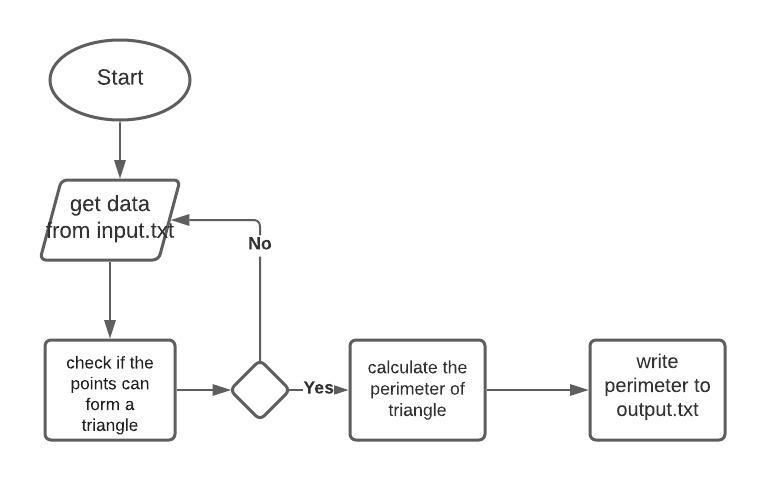 Start
get data
from input.txt
No
check if the
points can
form a
triangle
Yes
calculate the
perimeter of
triangle
write
perimeter to
output.txt